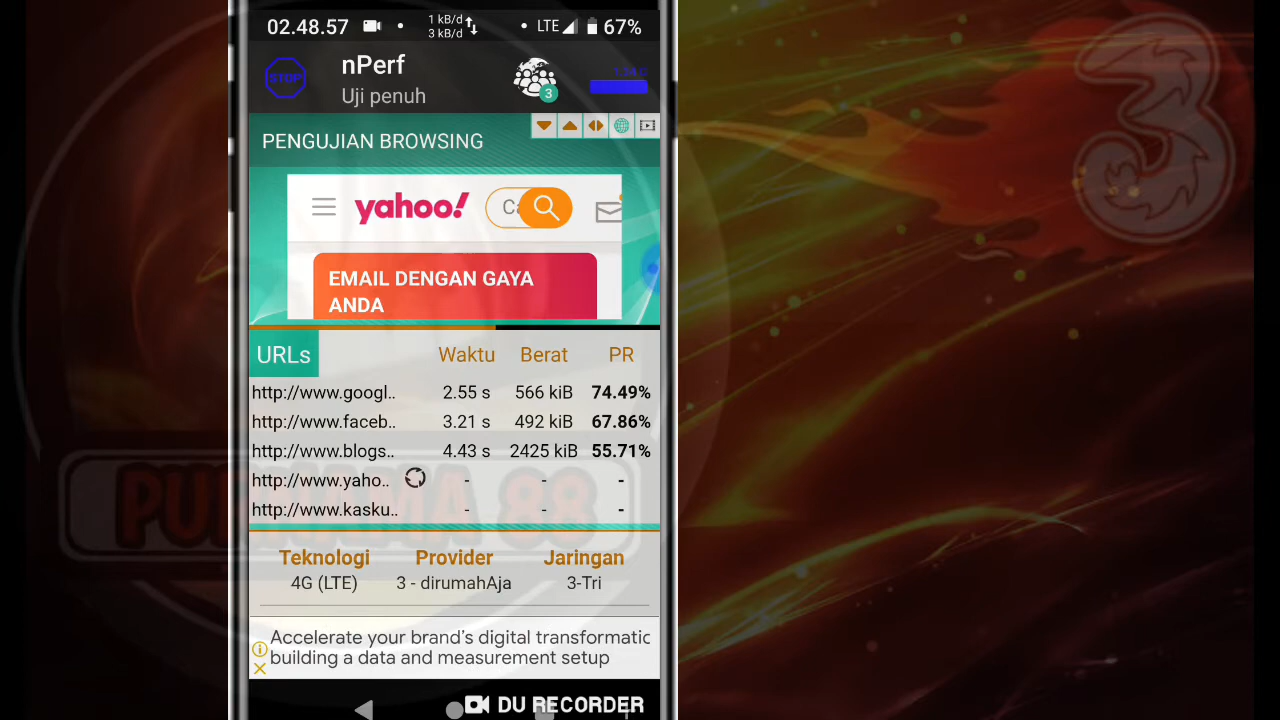 02.48.57
1 kB/d
3 kB/d
LTE
67%
STOP
nPerf
Uji penuh
3
PENGUJIAN BROWSING
yahoo!
EMAIL DENGAN GAYA
ANDA
URLs Waktu Berat PR
http://www.googl.. 2.55 s 566 kiB 74.49%
http://www.faceb.. 3.21 s 492 kiB 67.86%
http://www.blogs.. 4.43 s 2425 kiB 55.71%
http://www.yaho.. - - -
http://www.kasku.. - - -
PURNAMA 88
Teknologi Provider Jaringan
4G (LTE) 3 - dirumahAja 3-Tri
Accelerate your brand's digital transformatic
building a data and measurement setup
DU RECORDER
3